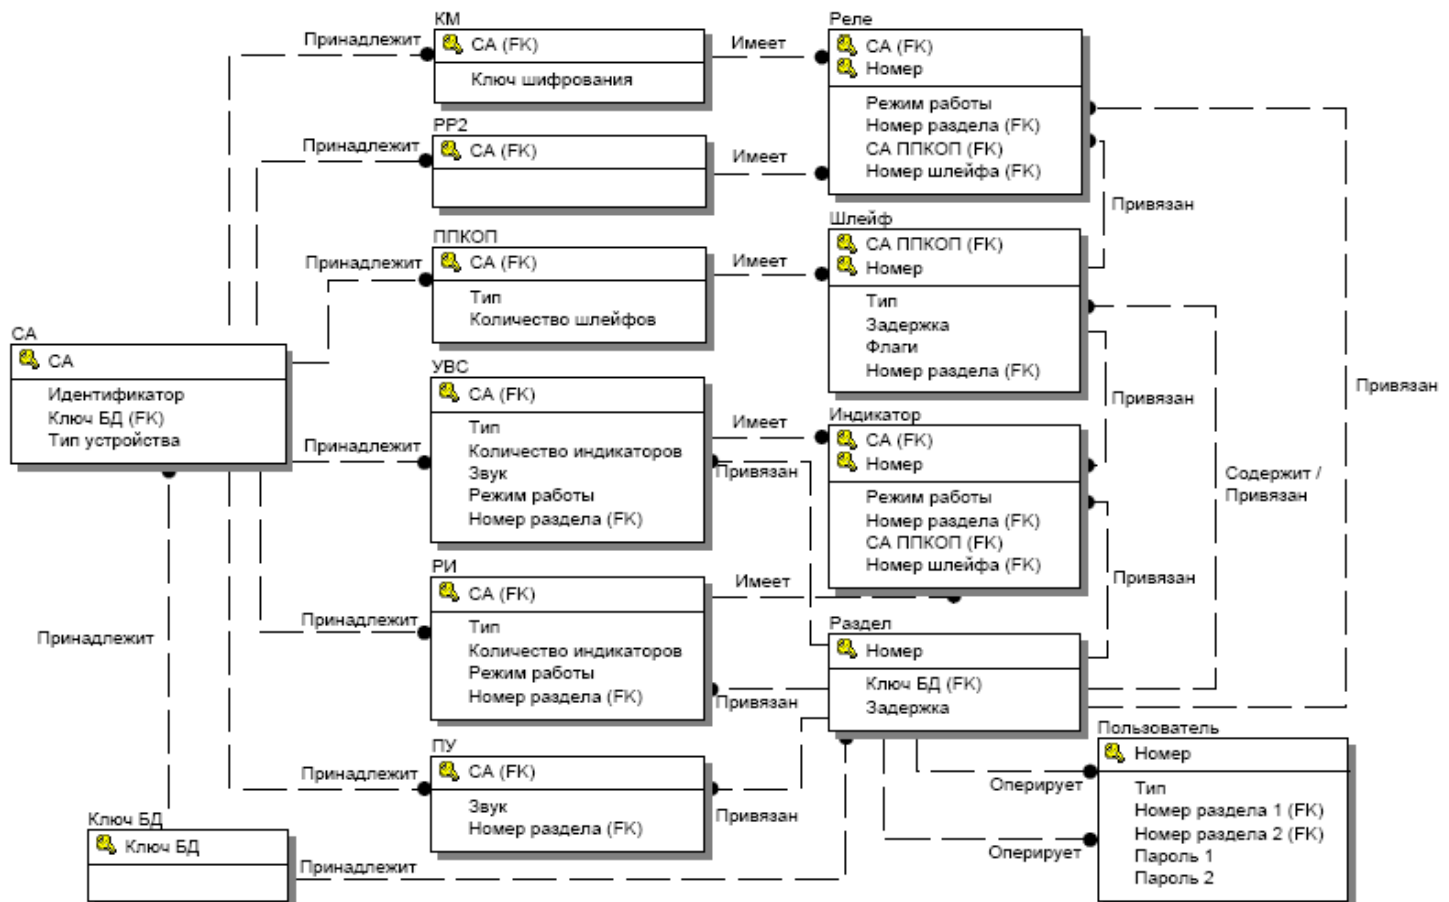 КМ
СА (FK)
Ключ шифрования
РР2
СА (FK)
ППКОП
СА (FK)
Тип
Количество шлейфов
УВС
СА (FK)
Тип
Количество индикаторов
Звук
Режим работы
Номер раздела (FK)
РИ
СА (FK)
Тип
Количество индикаторов
Режим работы
Номер раздела (FK)
ПУ
СА (FK)
Звук
Номер раздела (FK)
СА
СА
Идентификатор
Ключ БД (FK)
Тип устройства
Ключ БД
Ключ БД
Реле
СА (FK)
Номер
Режим работы
Номер раздела (FK)
СА ППКОП (FK)
Номер шлейфа (FK)
Шлейф
СА ППКОП (FK)
Номер
Тип
Задержка
Флаги
Номер раздела (FK)
Индикатор
СА (FK)
Номер
Режим работы
Номер раздела (FK)
СА ППКОП (FK)
Номер шлейфа (FK)
Раздел
Номер
Ключ БД (FK)
Задержка
Пользователь
Номер
Тип
Номер раздела 1 (FK)
Номер раздела 2 (FK)
Пароль 1
Пароль 2
Принадлежит
Принадлежит
Принадлежит
Принадлежит
Принадлежит
Принадлежит
Принадлежит
Принадлежит
Имеет
Имеет
Имеет
Имеет
Имеет
Привязан
Привязан
Привязан
Привязан
Привязан
Привязан
Привязан
Содержит /
Привязан
Оперирует
Оперирует